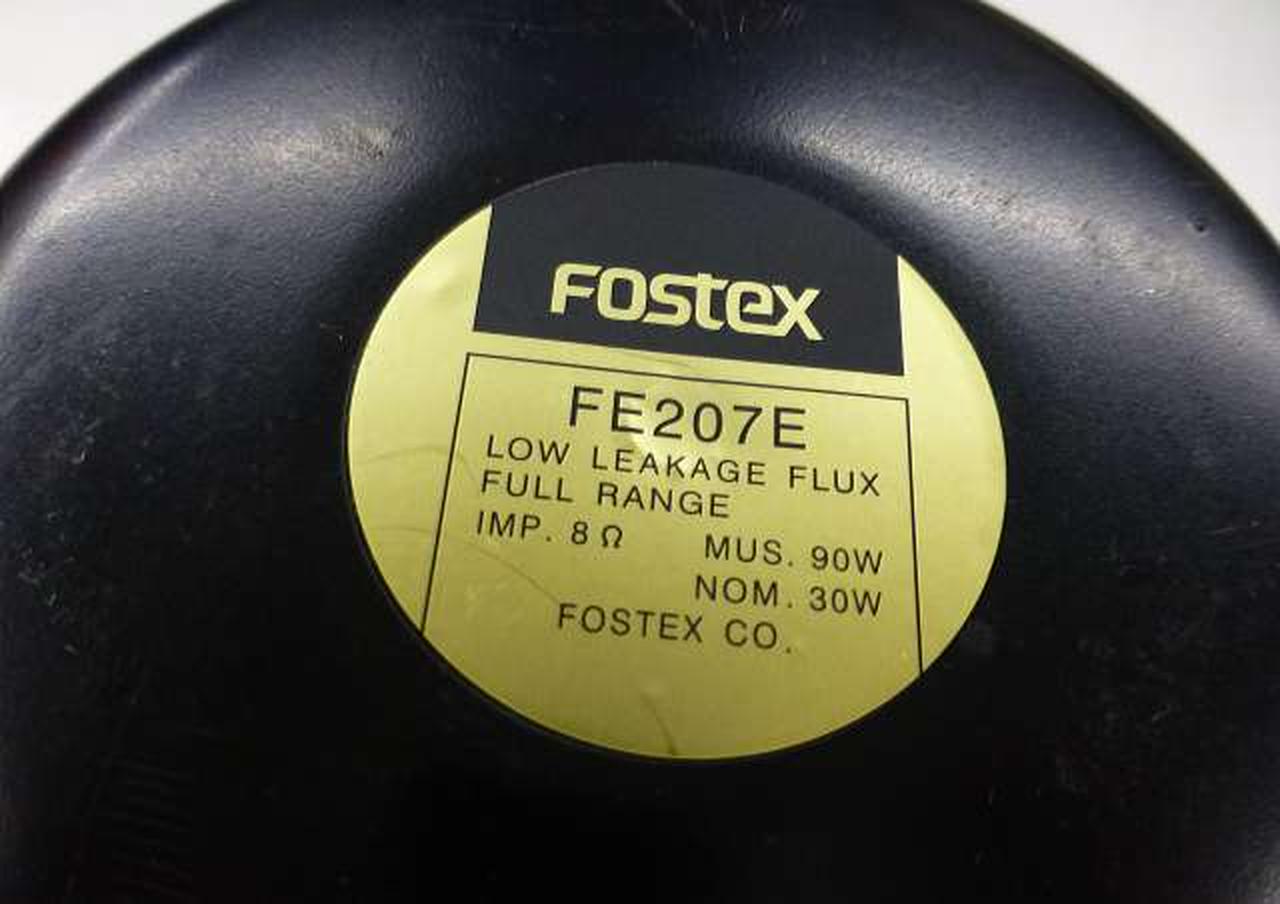 FOSTEX
FE207E
LOW LEAKAGE FLUX
FULL RANGE
IMP. 8Ω MUS. 90W
NOM. 30W
FOSTEX CO.